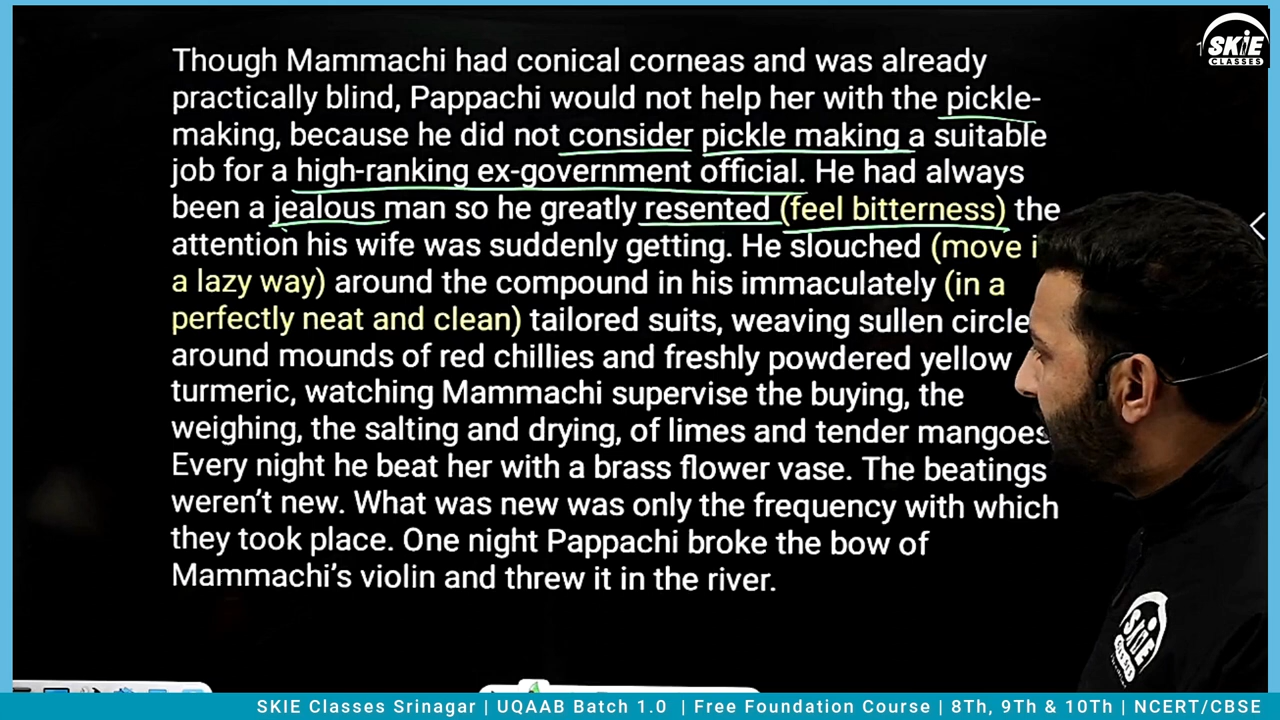 SKIE
CLASSES
Though Mammachi had conical corneas and was already
practically blind, Pappachi would not help her with the pickle-
making, because he did not consider pickle making a suitable
job for a high-ranking ex-government official. He had always
been a jealous man so he greatly resented (feel bitterness) the
attention his wife was suddenly getting. He slouched (move
a lazy way) around the compound in his immaculately (in a
perfectly neat and clean) tailored suits, weaving sullen circle
around mounds of red chillies and freshly powdered yellow
turmeric, watching Mammachi supervise the buying, the
weighing, the salting and drying, of limes and tender mangoes
Every night he beat her with a brass flower vase. The beatings
weren't new. What was new was only the frequency with which
they took place. One night Pappachi broke the bow of
Mammachi's violin and threw it in the river.
SKIE
CLASSES
SKIE Classes Srinagar | UQAAB Batch 1.0 | Free Foundation Course | 8Th, 9Th & 10Th | NCERT/CBSE